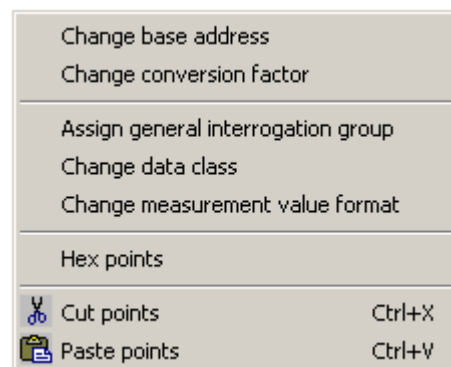 Change base address
Change conversion factor
Assign general interrogation group
Change data class
Change measurement value format
Hex points
Cut points Ctrl+X
Paste points Ctrl+V